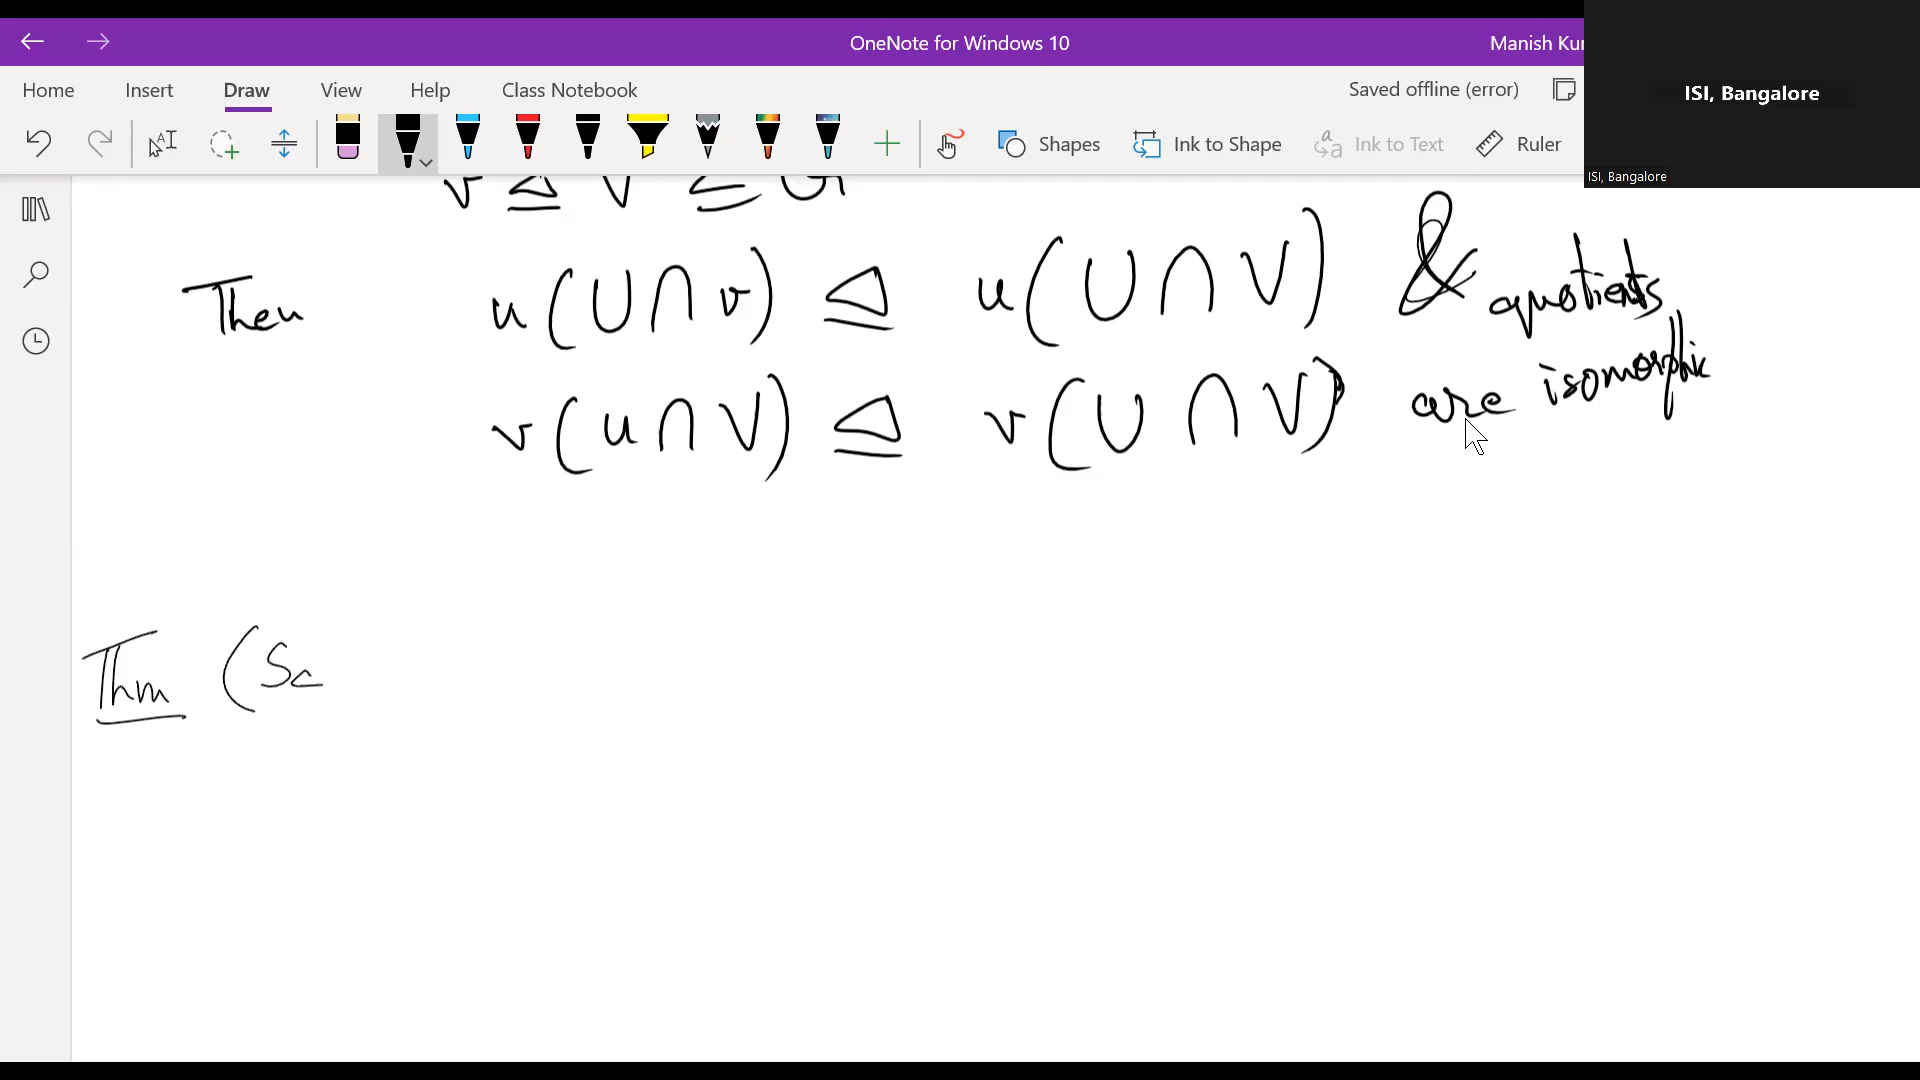 OneNote for Windows 10
Manish Kur
ISI, Bangalore
Home Insert Draw View Help Class Notebook
Saved offline (error)
Shapes Ink to Shape Ink to Text Ruler
ISI, Bangalore
v ⊴ V ≤ G
Then u(U∩v) ⊴ u(U∩V) & quotients
v(u∩V) ⊴ v(U∩V) are isomorphic
Thm (Sc